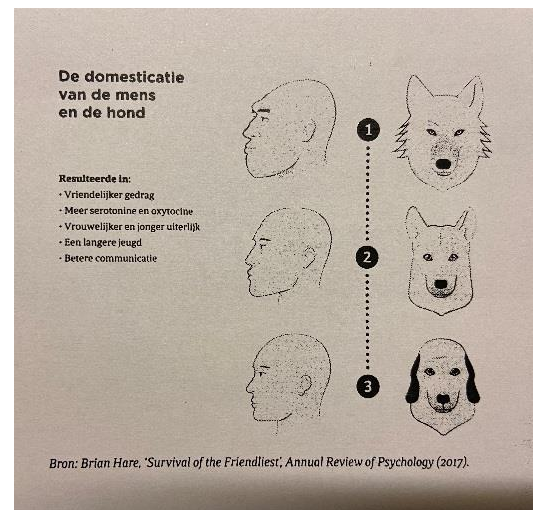 De domesticatie
van de mens
en de hond
Resulteerde in:
· Vriendelijker gedrag
· Meer serotonine en oxytocine
· Vrouwelijker en jonger uiterlijk
· Een langere jeugd
· Betere communicatie
1
2
3
Bron: Brian Hare, 'Survival of the Friendliest', Annual Review of Psychology (2017).